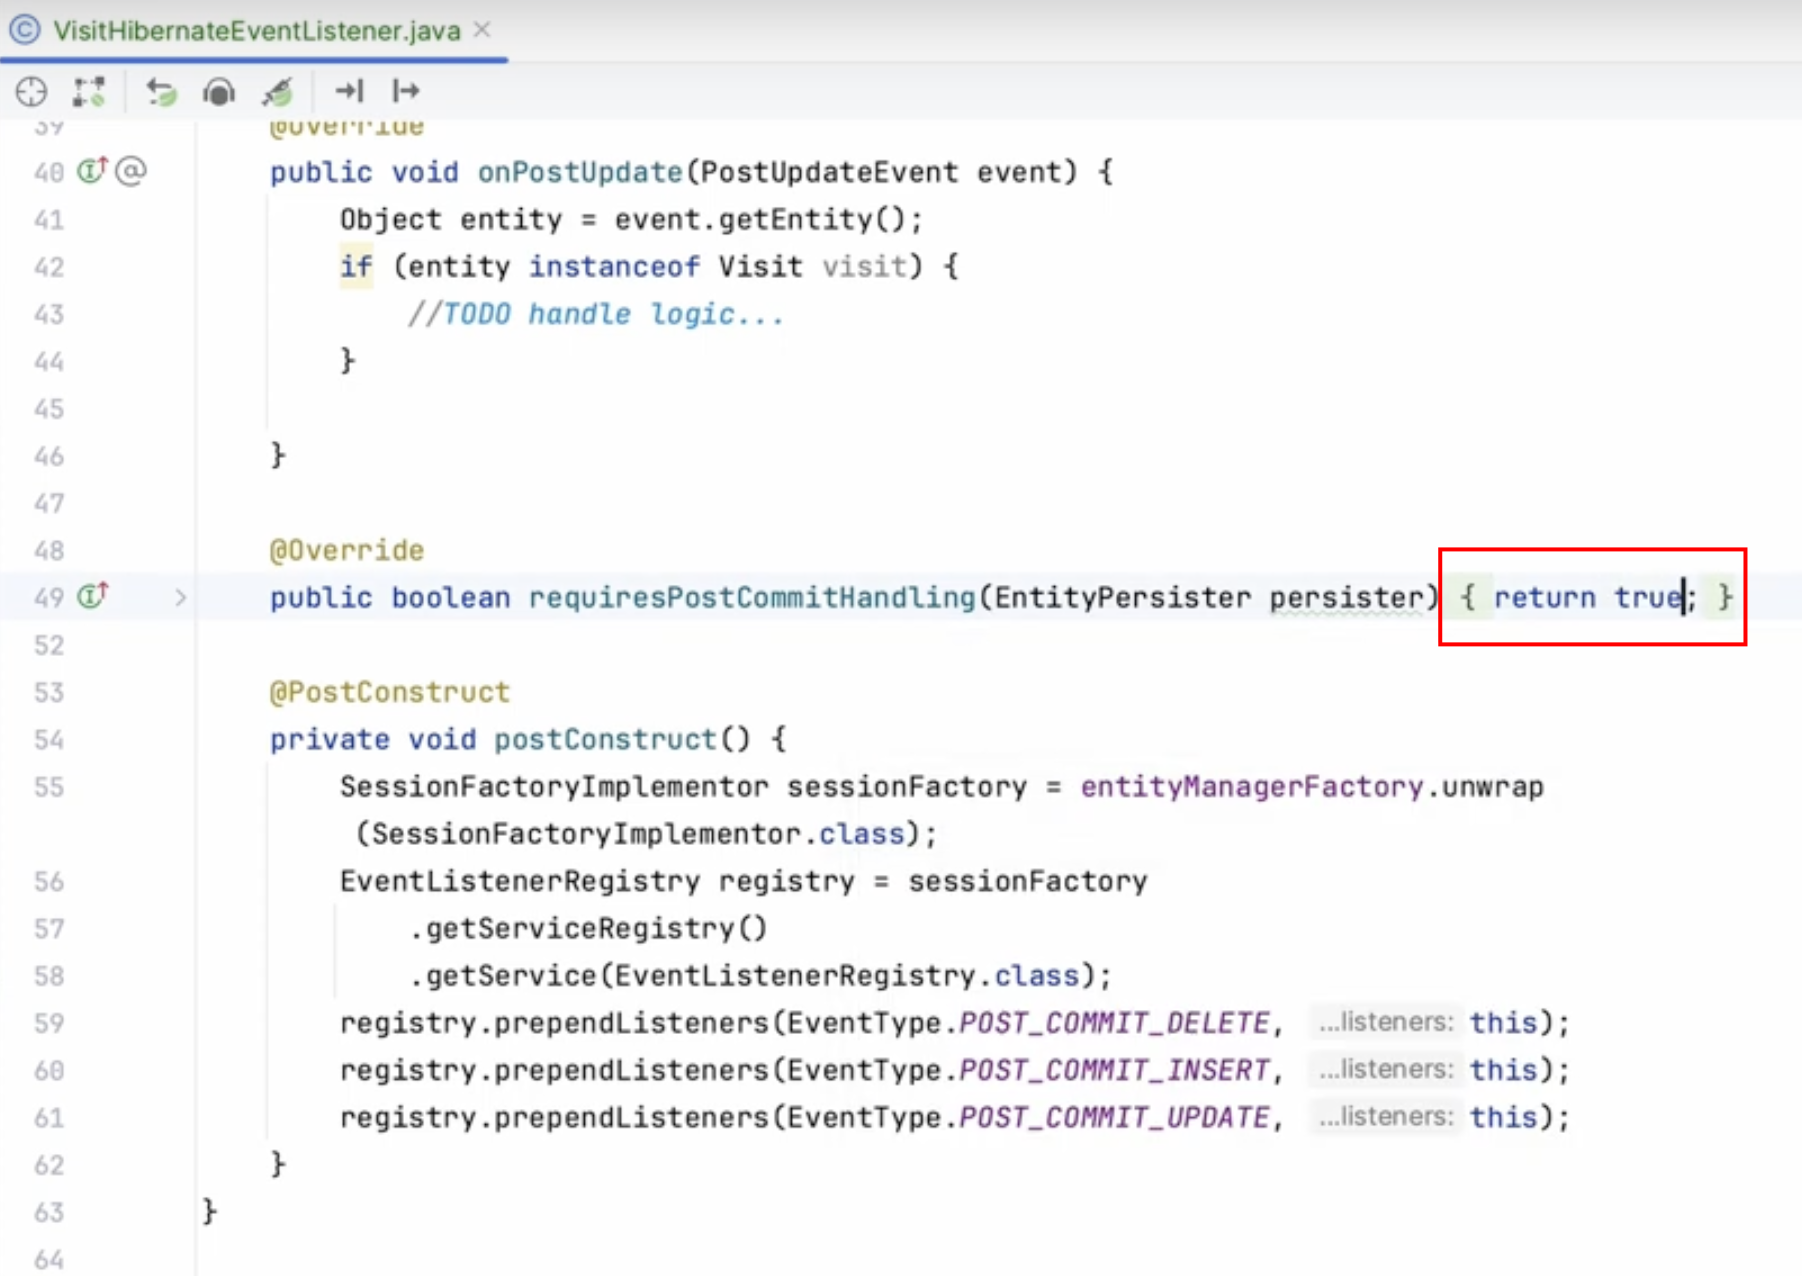 VisitHibernateEventListener.java
39 @Override
40 public void onPostUpdate(PostUpdateEvent event) {
41 Object entity = event.getEntity();
42 if (entity instanceof Visit visit) {
43 //TODO handle logic...
44 }
45
46 }
47
48 @Override
49 public boolean requiresPostCommitHandling(EntityPersister persister) { return true; }
52
53 @PostConstruct
54 private void postConstruct() {
55 SessionFactoryImplementor sessionFactory = entityManagerFactory.unwrap
(SessionFactoryImplementor.class);
56 EventListenerRegistry registry = sessionFactory
57 .getServiceRegistry()
58 .getService(EventListenerRegistry.class);
59 registry.prependListeners(EventType.POST_COMMIT_DELETE, ...listeners: this);
60 registry.prependListeners(EventType.POST_COMMIT_INSERT, ...listeners: this);
61 registry.prependListeners(EventType.POST_COMMIT_UPDATE, ...listeners: this);
62 }
63 }
64